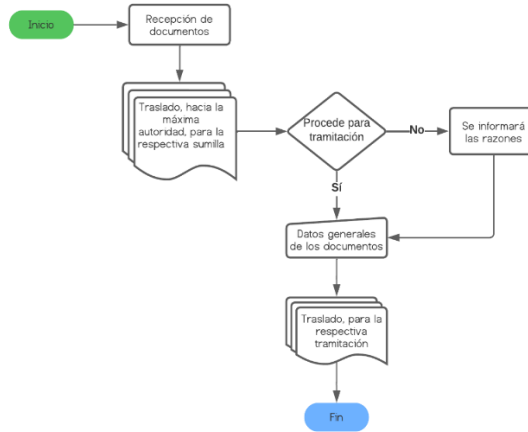 Inicio
Recepción de
documentos
Traslado, hacia la
máxima
autoridad, para la
respectiva sumilla
Procede para
tramitación
No
Se informará
las razones
Sí
Datos generales
de los documentos
Traslado, para la
respectiva
tramitación
Fin